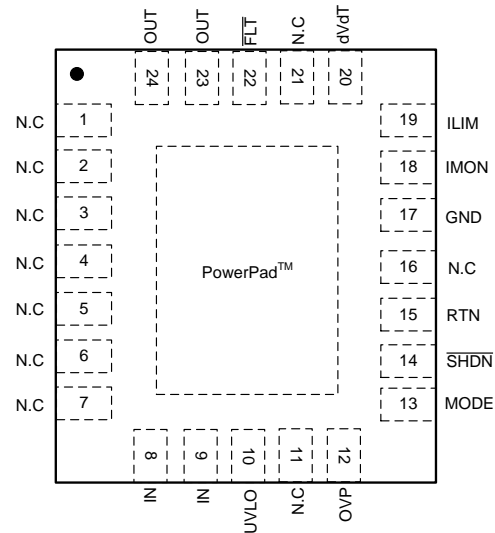 OUT OUT FLT N.C dVdT
24 23 22 21 20
N.C 1 19 ILIM
N.C 2 18 IMON
N.C 3 17 GND
N.C 4 16 N.C
PowerPad™
N.C 5 15 RTN
N.C 6 14 SHDN
N.C 7 13 MODE
8 9 10 11 12
IN IN UVLO N.C OVP